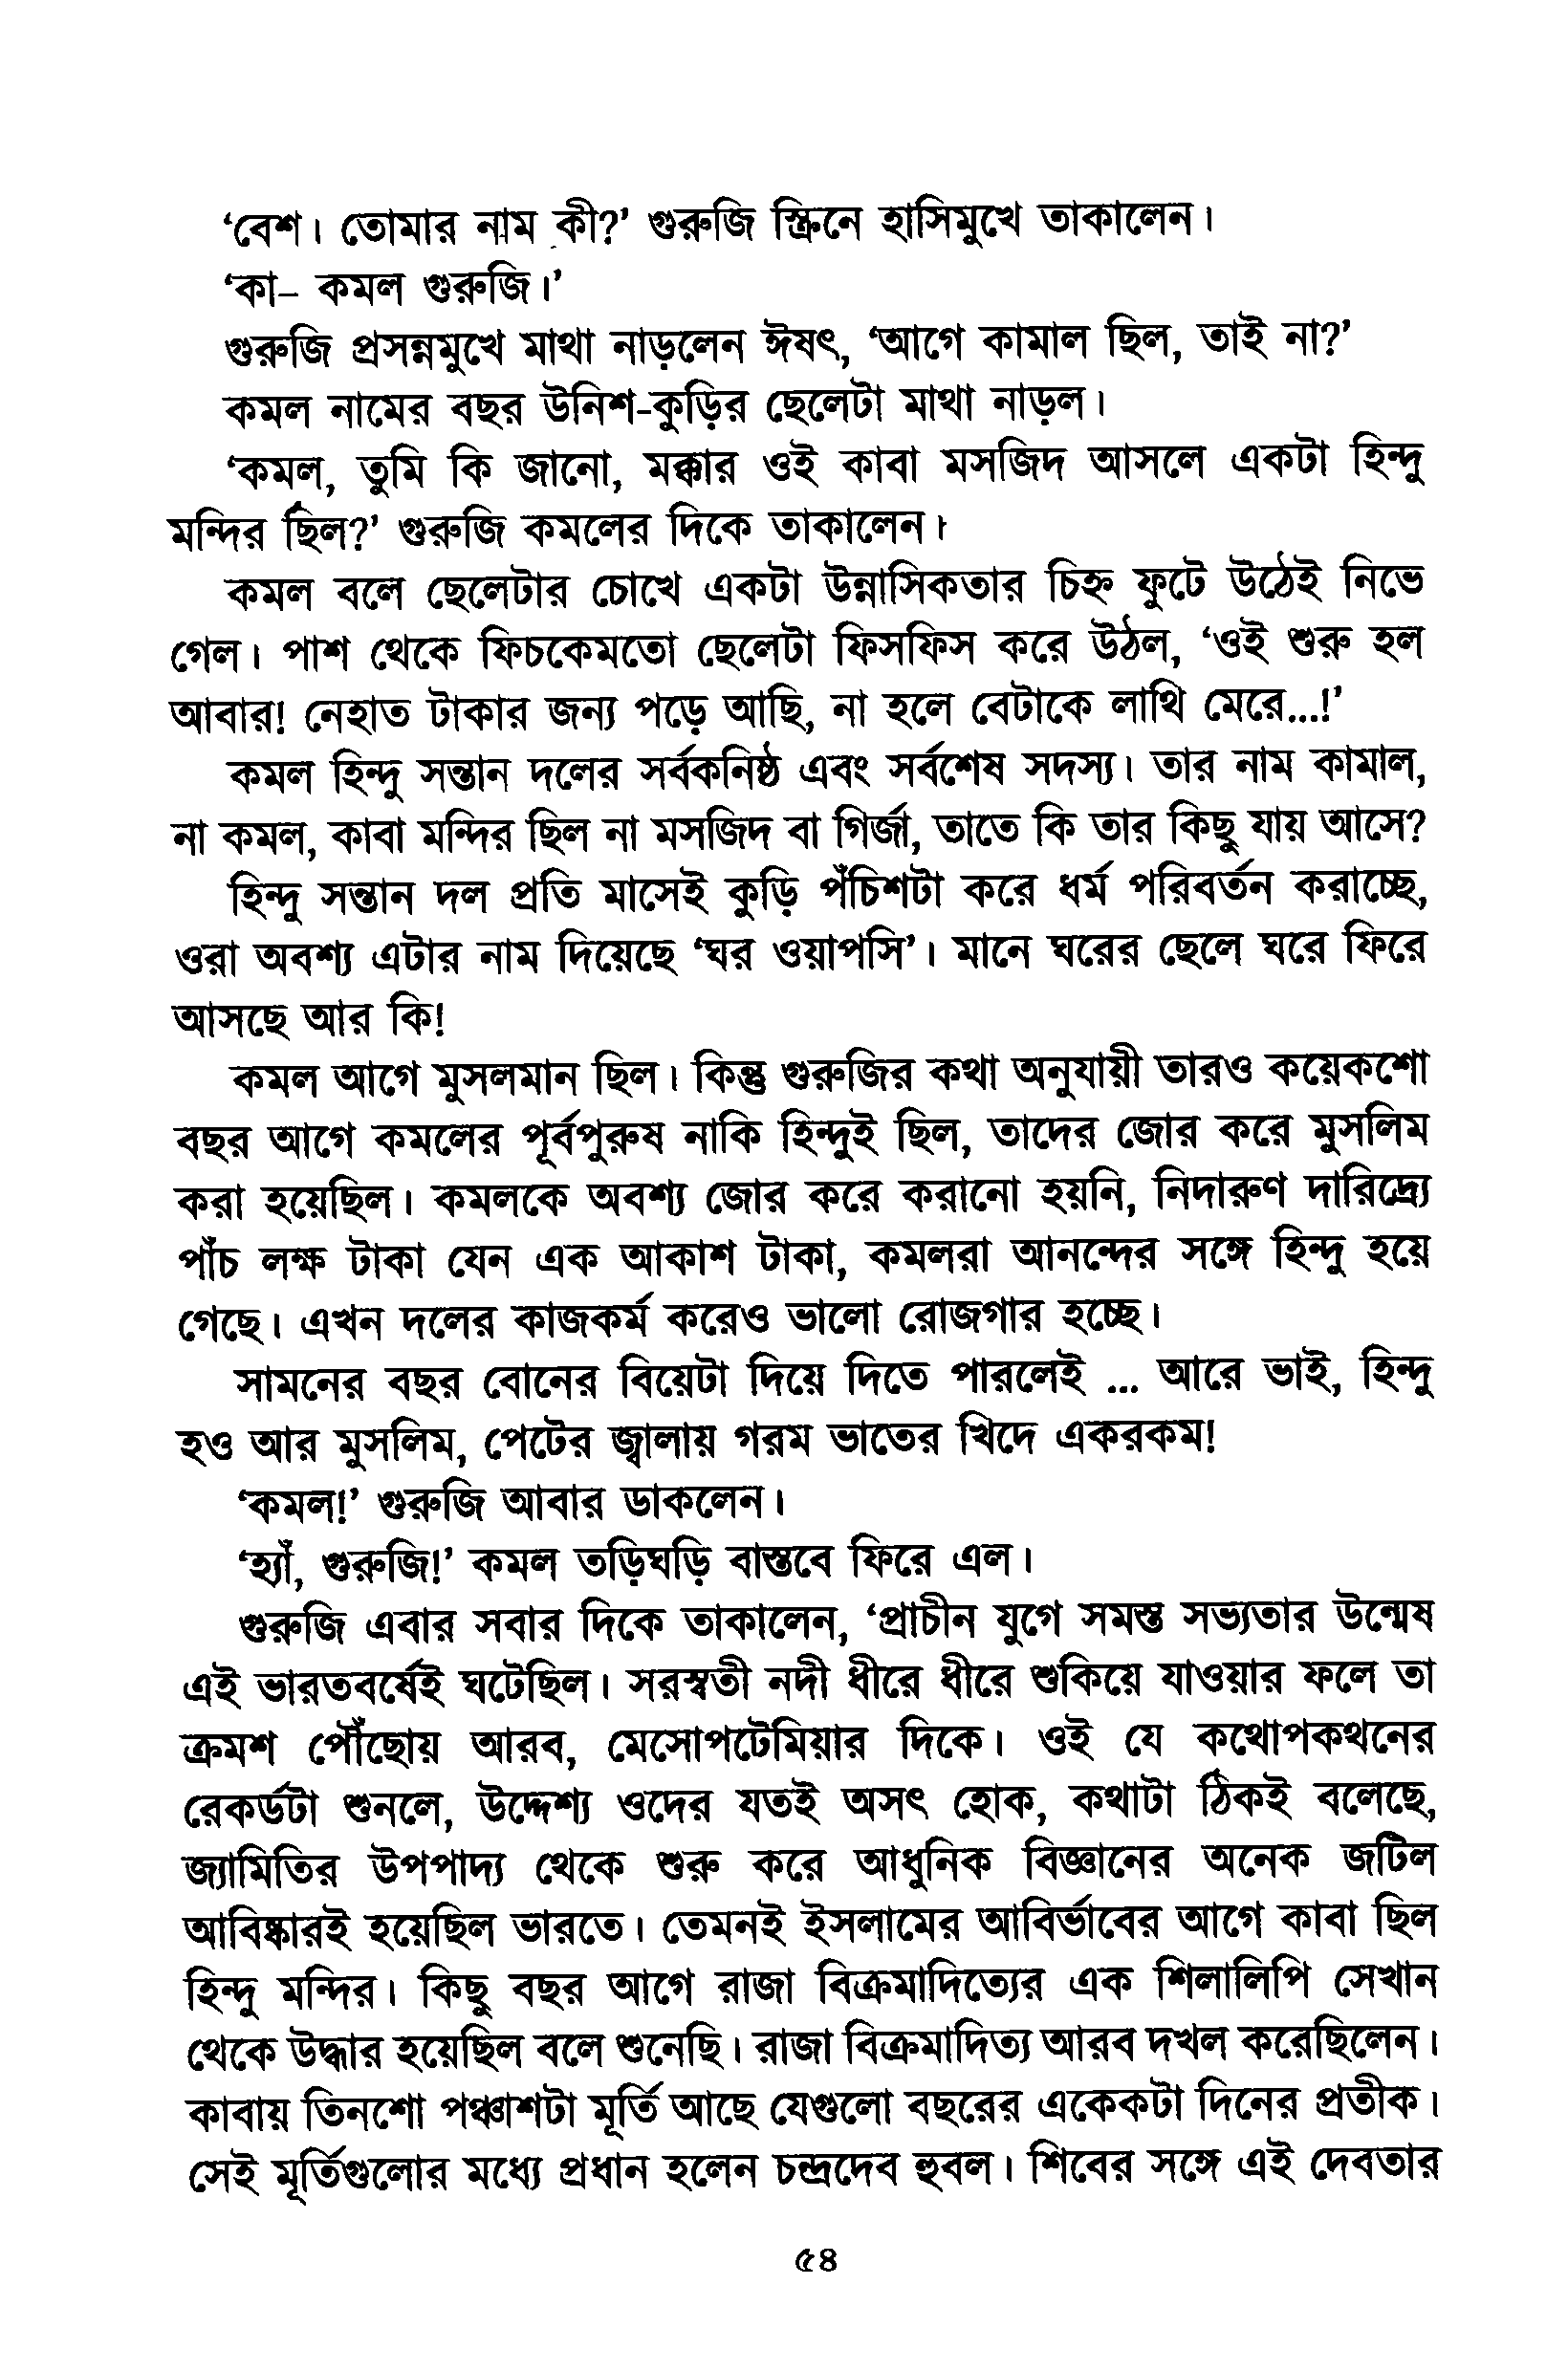 ‘বেশ। তোমার নাম কী?’ গুরুজি স্ক্রিনে হাসিমুখে তাকালেন।
‘কা– কমল গুরুজি।’
গুরুজি প্রসন্নমুখে মাথা নাড়লেন ঈষৎ, ‘আগে কামাল ছিল, তাই না?’
কমল নামের বছর উনিশ-কুড়ির ছেলেটা মাথা নাড়ল।
‘কমল, তুমি কি জানো, মক্কার ওই কাবা মসজিদ আসলে একটা হিন্দু
মন্দির ছিল?’ গুরুজি কমলের দিকে তাকালেন।
কমল বলে ছেলেটার চোখে একটা উন্নাসিকতার চিহ্ন ফুটে উঠেই নিভে
গেল। পাশ থেকে ফিচকেমতো ছেলেটা ফিসফিস করে উঠল, ‘ওই শুরু হল
আবার! নেহাত টাকার জন্য পড়ে আছি, না হলে বেটাকে লাথি মেরে...!’
কমল হিন্দু সন্তান দলের সর্বকনিষ্ঠ এবং সর্বশেষ সদস্য। তার নাম কামাল,
না কমল, কাবা মন্দির ছিল না মসজিদ বা গির্জা, তাতে কি তার কিছু যায় আসে?
হিন্দু সন্তান দল প্রতি মাসেই কুড়ি পঁচিশটা করে ধর্ম পরিবর্তন করাচ্ছে,
ওরা অবশ্য এটার নাম দিয়েছে ‘ঘর ওয়াপসি’। মানে ঘরের ছেলে ঘরে ফিরে
আসছে আর কি!
কমল আগে মুসলমান ছিল। কিন্তু গুরুজির কথা অনুযায়ী তারও কয়েকশো
বছর আগে কমলের পূর্বপুরুষ নাকি হিন্দুই ছিল, তাদের জোর করে মুসলিম
করা হয়েছিল। কমলকে অবশ্য জোর করে করানো হয়নি, নিদারুণ দারিদ্র্যে
পাঁচ লক্ষ টাকা যেন এক আকাশ টাকা, কমলরা আনন্দের সঙ্গে হিন্দু হয়ে
গেছে। এখন দলের কাজকর্ম করেও ভালো রোজগার হচ্ছে।
সামনের বছর বোনের বিয়েটা দিয়ে দিতে পারলেই ... আরে ভাই, হিন্দু
হও আর মুসলিম, পেটের জ্বালায় গরম ভাতের খিদে একরকম!
‘কমল!’ গুরুজি আবার ডাকলেন।
‘হ্যাঁ, গুরুজি!’ কমল তড়িঘড়ি বাস্তবে ফিরে এল।
গুরুজি এবার সবার দিকে তাকালেন, ‘প্রাচীন যুগে সমস্ত সভ্যতার উন্মেষ
এই ভারতবর্ষেই ঘটেছিল। সরস্বতী নদী ধীরে ধীরে শুকিয়ে যাওয়ার ফলে তা
ক্রমশ পৌঁছোয় আরব, মেসোপটেমিয়ার দিকে। ওই যে কথোপকথনের
রেকর্ডটা শুনলে, উদ্দেশ্য ওদের যতই অসৎ হোক, কথাটা ঠিকই বলেছে,
জ্যামিতির উপপাদ্য থেকে শুরু করে আধুনিক বিজ্ঞানের অনেক জটিল
আবিষ্কারই হয়েছিল ভারতে। তেমনই ইসলামের আবির্ভাবের আগে কাবা ছিল
হিন্দু মন্দির। কিছু বছর আগে রাজা বিক্রমাদিত্যের এক শিলালিপি সেখান
থেকে উদ্ধার হয়েছিল বলে শুনেছি। রাজা বিক্রমাদিত্য আরব দখল করেছিলেন।
কাবায় তিনশো পঞ্চাশটা মূর্তি আছে যেগুলো বছরের একেকটা দিনের প্রতীক।
সেই মূর্তিগুলোর মধ্যে প্রধান হলেন চন্দ্রদেব হুবল। শিবের সঙ্গে এই দেবতার
৫৪